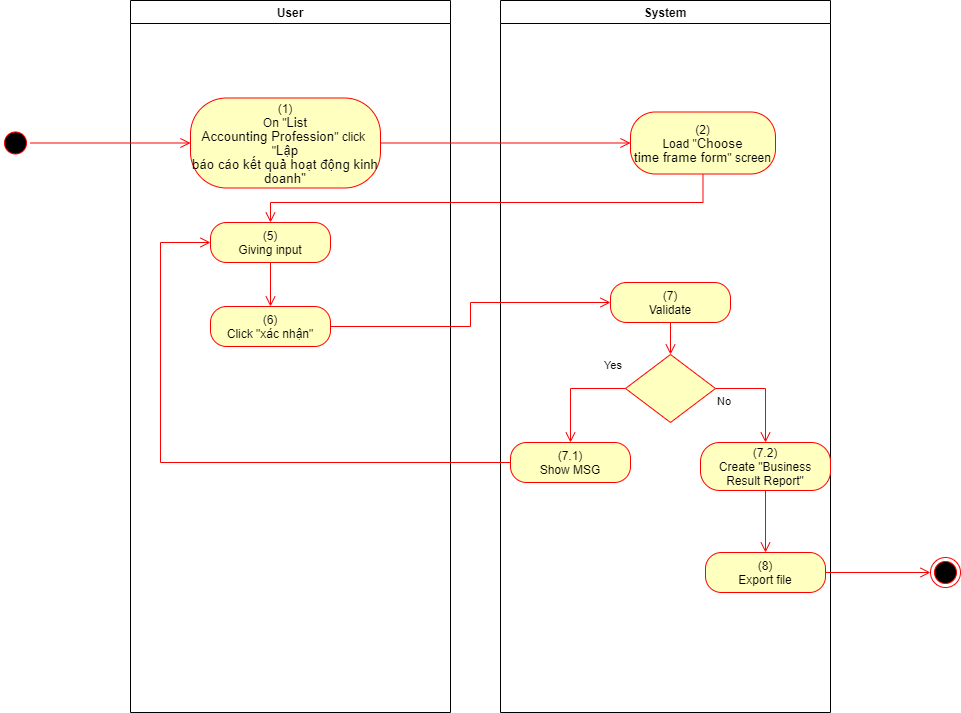 User
System
(1)
On "List
Accounting Profession" click
"Lập
báo cáo kết quả hoạt động kinh
doanh"
(2)
Load "Choose
time frame form" screen
(5)
Giving input
(6)
Click "xác nhận"
(7)
Validate
Yes
No
(7.1)
Show MSG
(7.2)
Create "Business
Result Report"
(8)
Export file